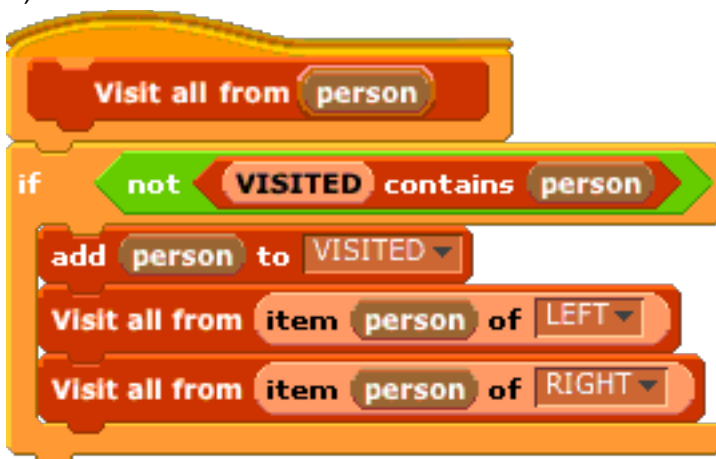 Visit all from person
if not VISITED contains person
add person to VISITED
Visit all from item person of LEFT
Visit all from item person of RIGHT